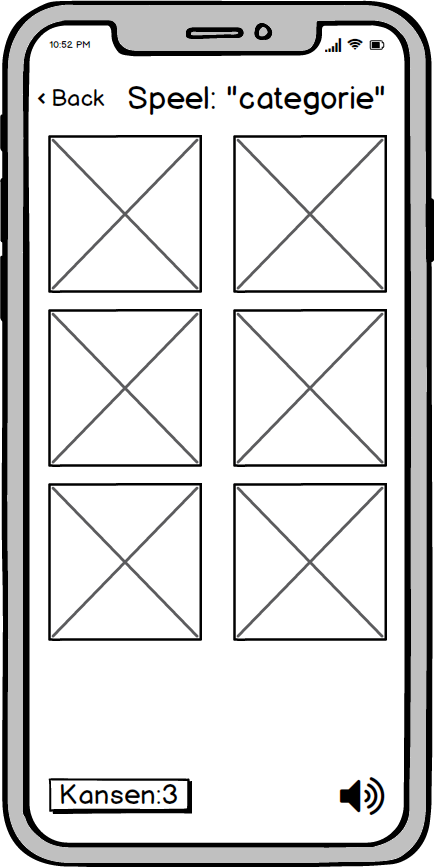 10:52 PM
< Back Speel: "categorie"
Kansen:3